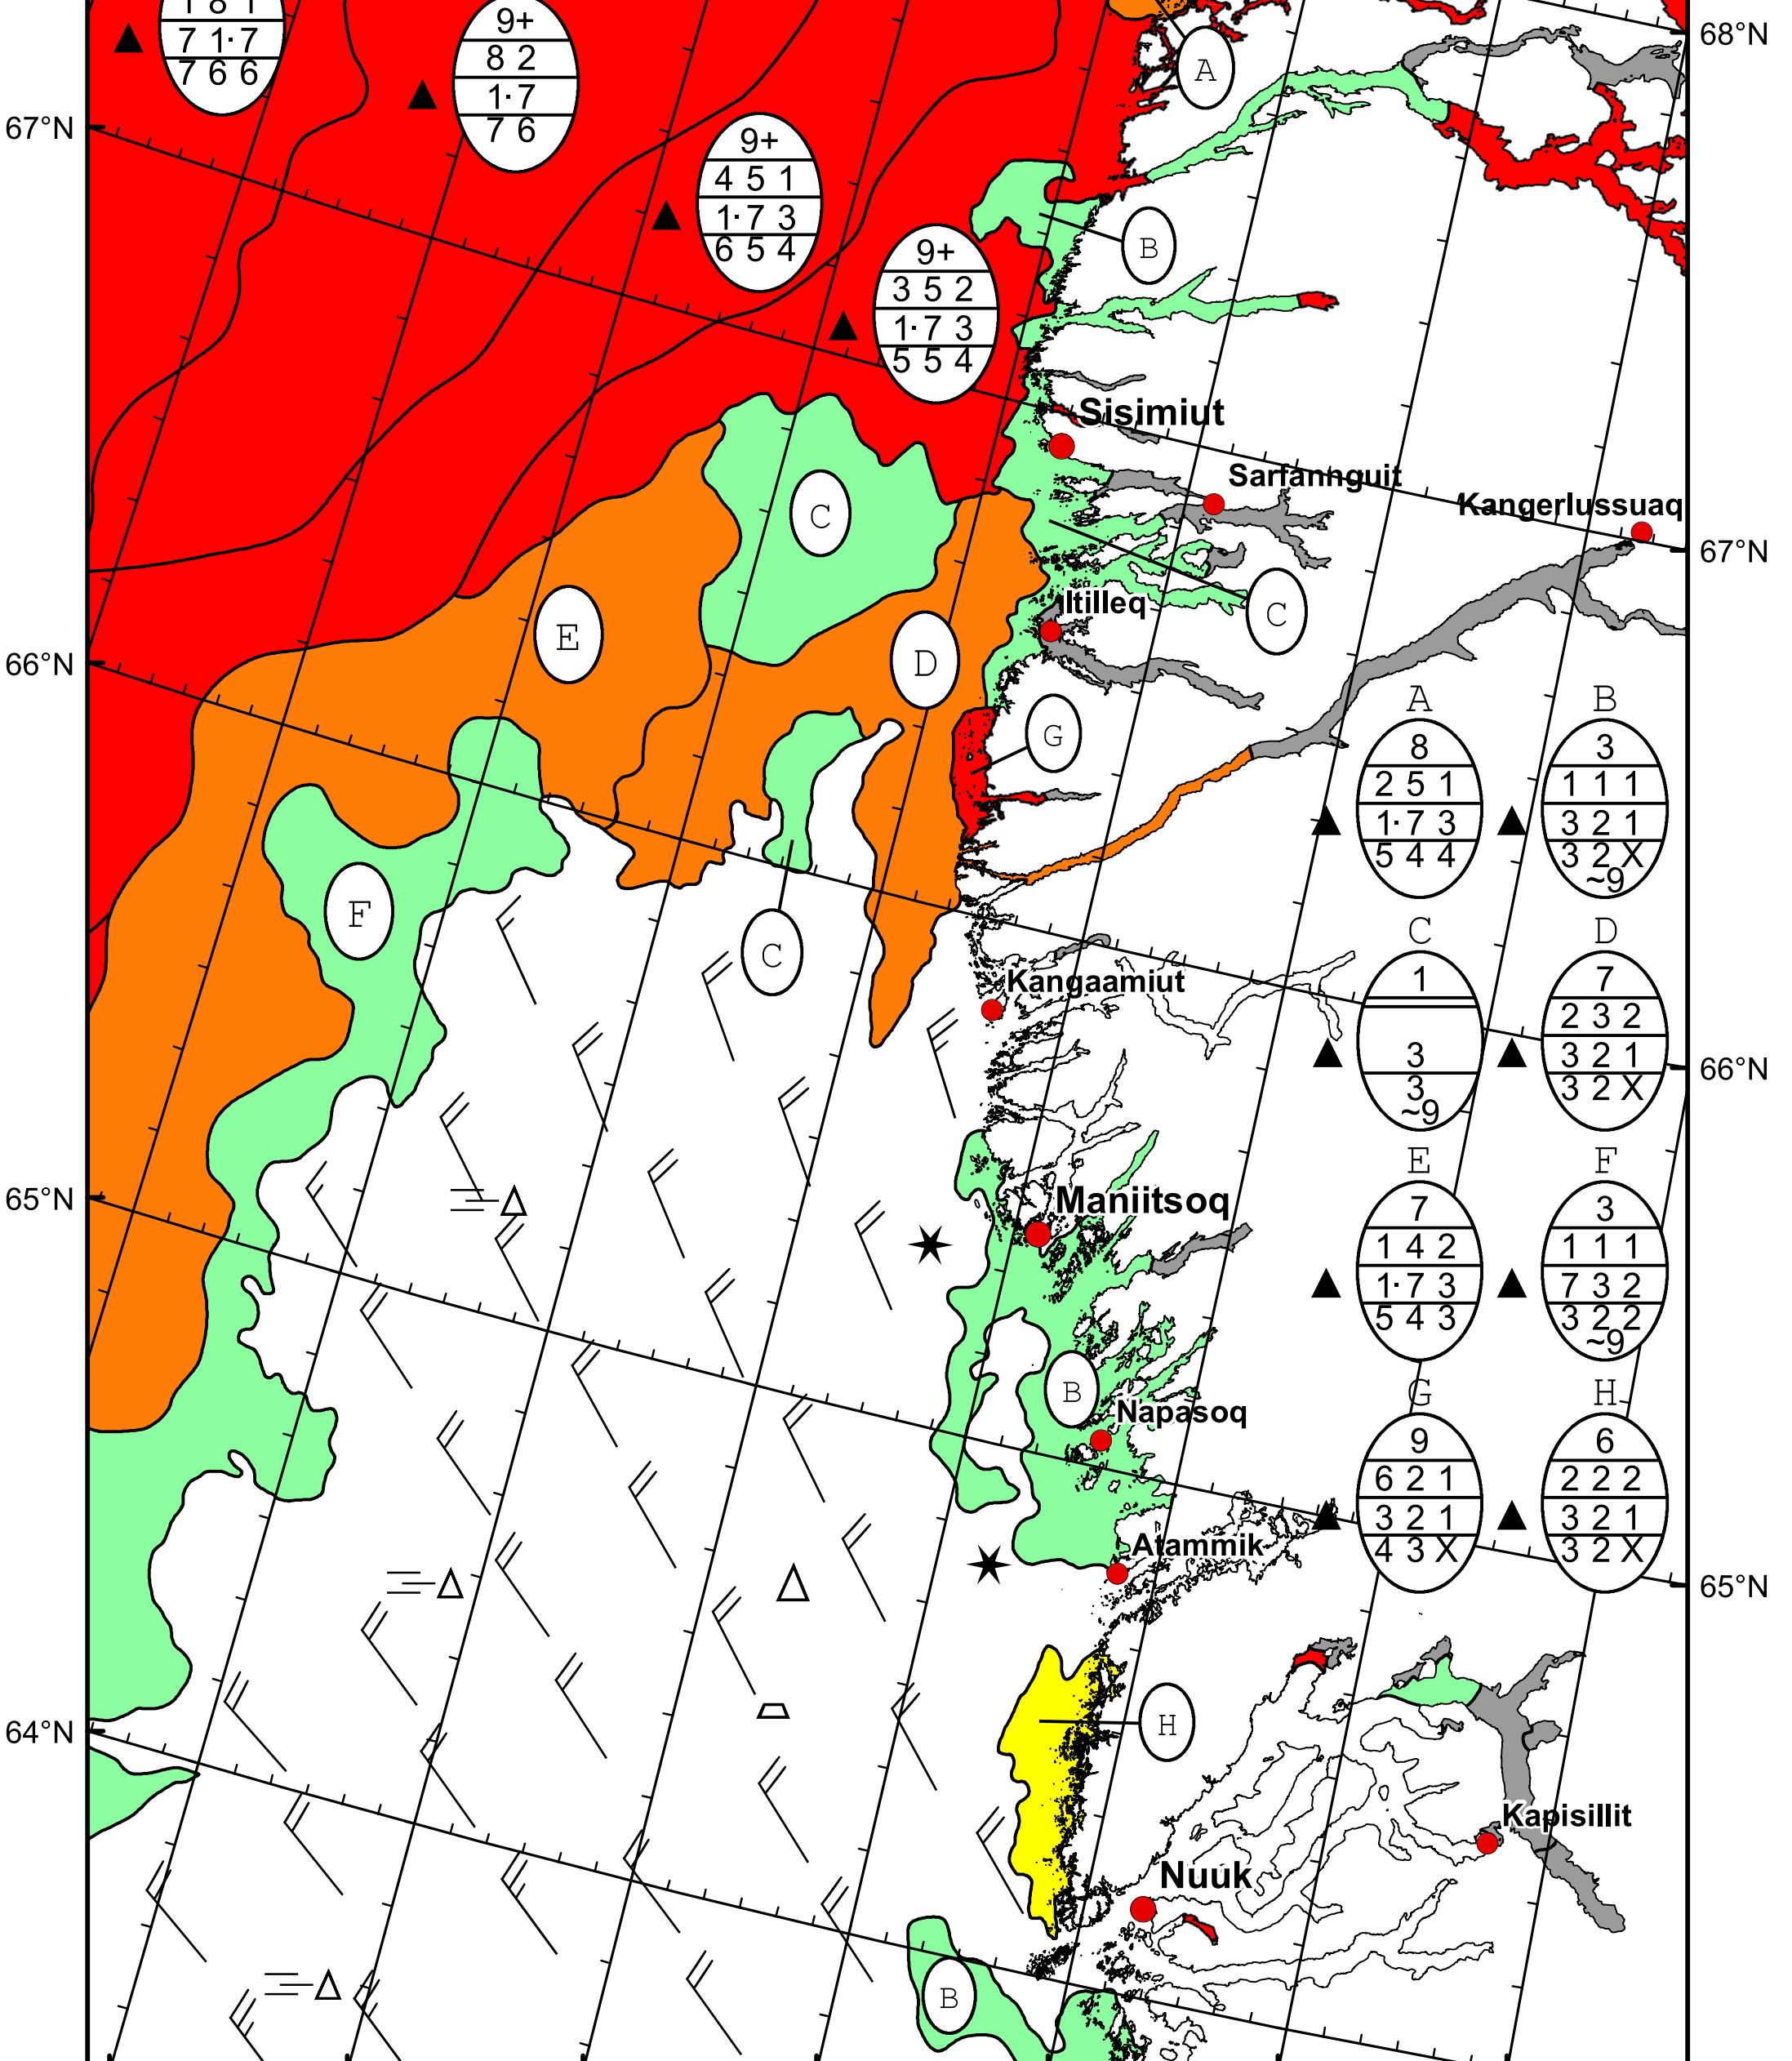 1 8 1
7 1· 7
7 6 6
9+
8 2
1· 7
7 6
9+
4 5 1
1· 7 3
6 5 4
9+
3 5 2
1· 7 3
5 5 4
68°N
67°N
A
B
Sisimiut
Sarfannguit
Kangerlussuaq
67°N
C
E
D
Itilleq
C
66°N
G
A
8
2 5 1
1· 7 3
5 4 4
B
3
1 1 1
3 2 1
3 2 X
~9
F
C
Kangaamiut
C
1
3
3
~9
D
7
2 3 2
3 2 1
3 2 X
66°N
65°N
Maniitsoq
E
7
1 4 2
1· 7 3
5 4 3
F
3
1 1 1
7 3 2
3 2 2
~9
B
Napasoq
G
9
6 2 1
3 2 1
4 3 X
H
6
2 2 2
3 2 1
3 2 X
Atammik
65°N
64°N
H
Kapisillit
Nuuk
B